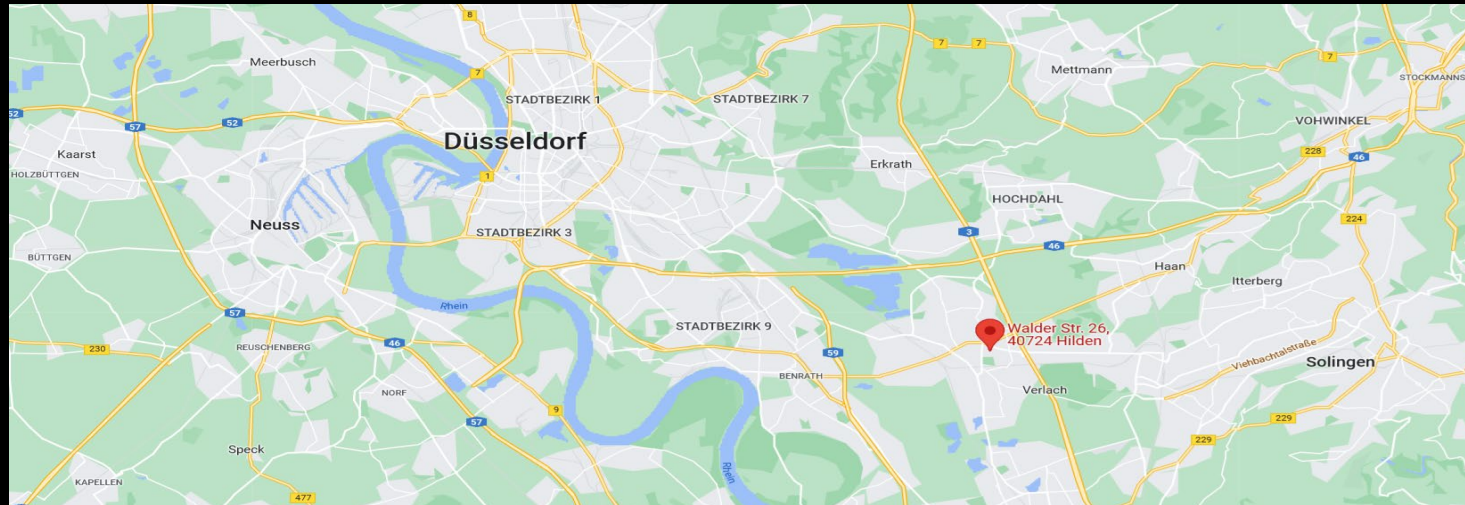 8
Meerbusch
7
7
7
7
Mettmann
STOCKMANNS
STADTBEZIRK 1
STADTBEZIRK 7
52
57
52
VOHWINKEL
Düsseldorf
Kaarst
228
46
Erkrath
HOLZBÜTTGEN
1
HOCHDAHL
Neuss
224
STADTBEZIRK 3
3
46
BÜTTGEN
Haan
Itterberg
Rhein
57
STADTBEZIRK 9
Walder Str. 26,
40724 Hilden
46
REUSCHENBERG
230
59
Viehbachtalstraße
Solingen
BENRATH
NORF
Verlach
9
57
229
229
Speck
Rhein
KAPELLEN
477